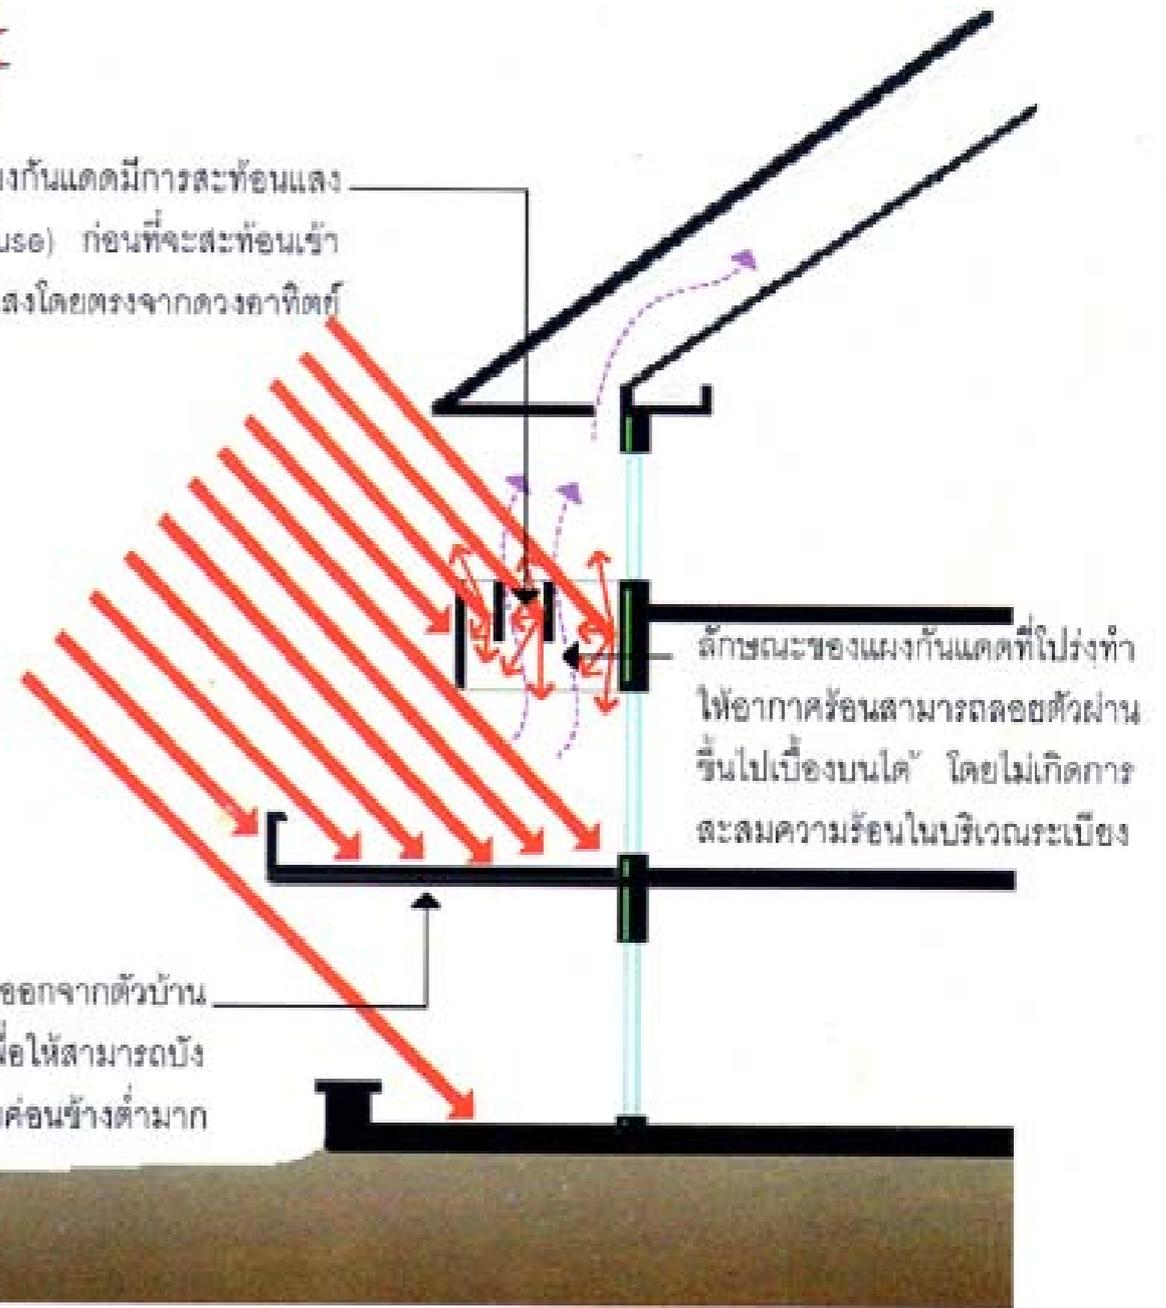 งกันแดดมีการสะท้อนแสง
use) ก่อนที่จะสะท้อนเข้า
สงโดยตรงจากดวงอาทิตย์
ลักษณะของแผงกันแดดที่โปร่งทำ
ให้อากาศร้อนสามารถลอยตัวผ่าน
ขึ้นไปเบื้องบนได้ โดยไม่เกิดการ
สะสมความร้อนในบริเวณระเบียง
ออกจากตัวบ้าน
พื่อให้สามารถบัง
ค่อนข้างต่ำมาก